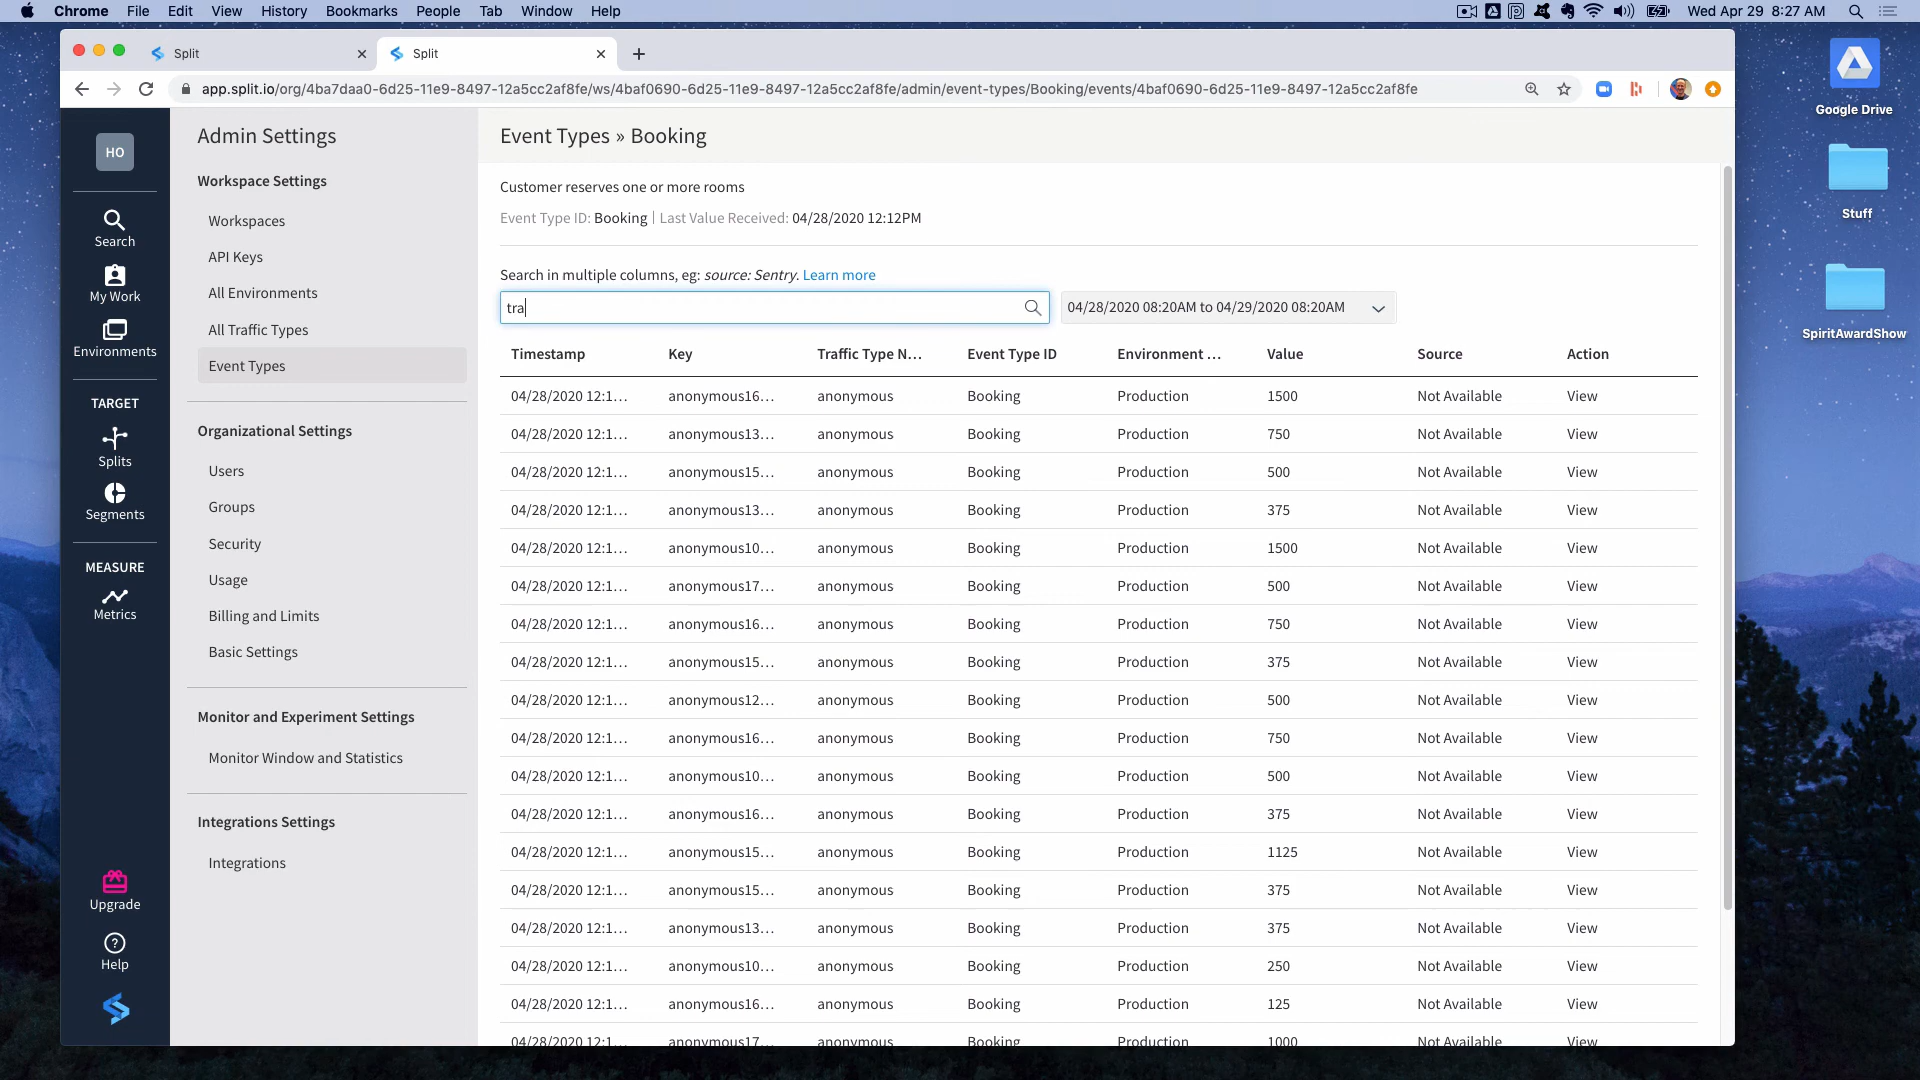 Chrome File Edit View History Bookmarks People Tab Window Help
Wed Apr 29 8:27 AM
Split
Split
app.split.io/org/4ba7daa0-6d25-11e9-8497-12a5cc2af8fe/ws/4baf0690-6d25-11e9-8497-12a5cc2af8fe/admin/event-types/Booking/events/4baf0690-6d25-11e9-8497-12a5cc2af8fe
Google Drive
Stuff
SpiritAwardShow
HO
Search
My Work
Environments
TARGET
Splits
Segments
MEASURE
Metrics
Upgrade
Help
Admin Settings
Workspace Settings
Workspaces
API Keys
All Environments
All Traffic Types
Event Types
Organizational Settings
Users
Groups
Security
Usage
Billing and Limits
Basic Settings
Monitor and Experiment Settings
Monitor Window and Statistics
Integrations Settings
Integrations
Event Types » Booking
Customer reserves one or more rooms
Event Type ID: Booking | Last Value Received: 04/28/2020 12:12PM
Search in multiple columns, eg: source: Sentry. Learn more
tra
04/28/2020 08:20AM to 04/29/2020 08:20AM
Timestamp Key Traffic Type N... Event Type ID Environment ... Value Source Action
04/28/2020 12:1... anonymous16... anonymous Booking Production 1500 Not Available View
04/28/2020 12:1... anonymous13... anonymous Booking Production 750 Not Available View
04/28/2020 12:1... anonymous15... anonymous Booking Production 500 Not Available View
04/28/2020 12:1... anonymous13... anonymous Booking Production 375 Not Available View
04/28/2020 12:1... anonymous10... anonymous Booking Production 1500 Not Available View
04/28/2020 12:1... anonymous17... anonymous Booking Production 500 Not Available View
04/28/2020 12:1... anonymous16... anonymous Booking Production 750 Not Available View
04/28/2020 12:1... anonymous15... anonymous Booking Production 375 Not Available View
04/28/2020 12:1... anonymous12... anonymous Booking Production 500 Not Available View
04/28/2020 12:1... anonymous16... anonymous Booking Production 750 Not Available View
04/28/2020 12:1... anonymous10... anonymous Booking Production 500 Not Available View
04/28/2020 12:1... anonymous16... anonymous Booking Production 375 Not Available View
04/28/2020 12:1... anonymous15... anonymous Booking Production 1125 Not Available View
04/28/2020 12:1... anonymous15... anonymous Booking Production 375 Not Available View
04/28/2020 12:1... anonymous13... anonymous Booking Production 375 Not Available View
04/28/2020 12:1... anonymous10... anonymous Booking Production 250 Not Available View
04/28/2020 12:1... anonymous16... anonymous Booking Production 125 Not Available View
04/28/2020 12:1... anonymous17... anonymous Booking Production 1000 Not Available View